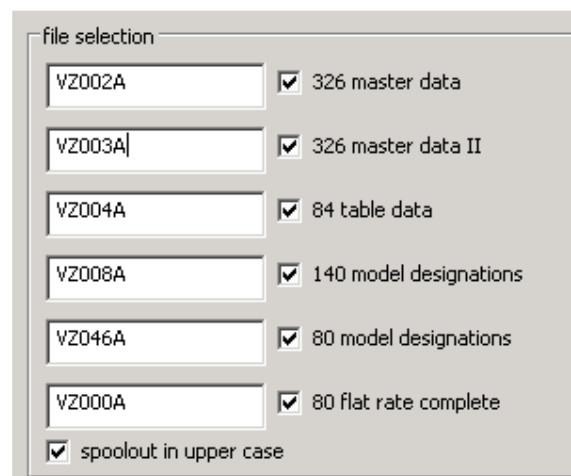 file selection
VZ002A 326 master data
VZ003A 326 master data II
VZ004A 84 table data
VZ008A 140 model designations
VZ046A 80 model designations
VZ000A 80 flat rate complete
spoolout in upper case